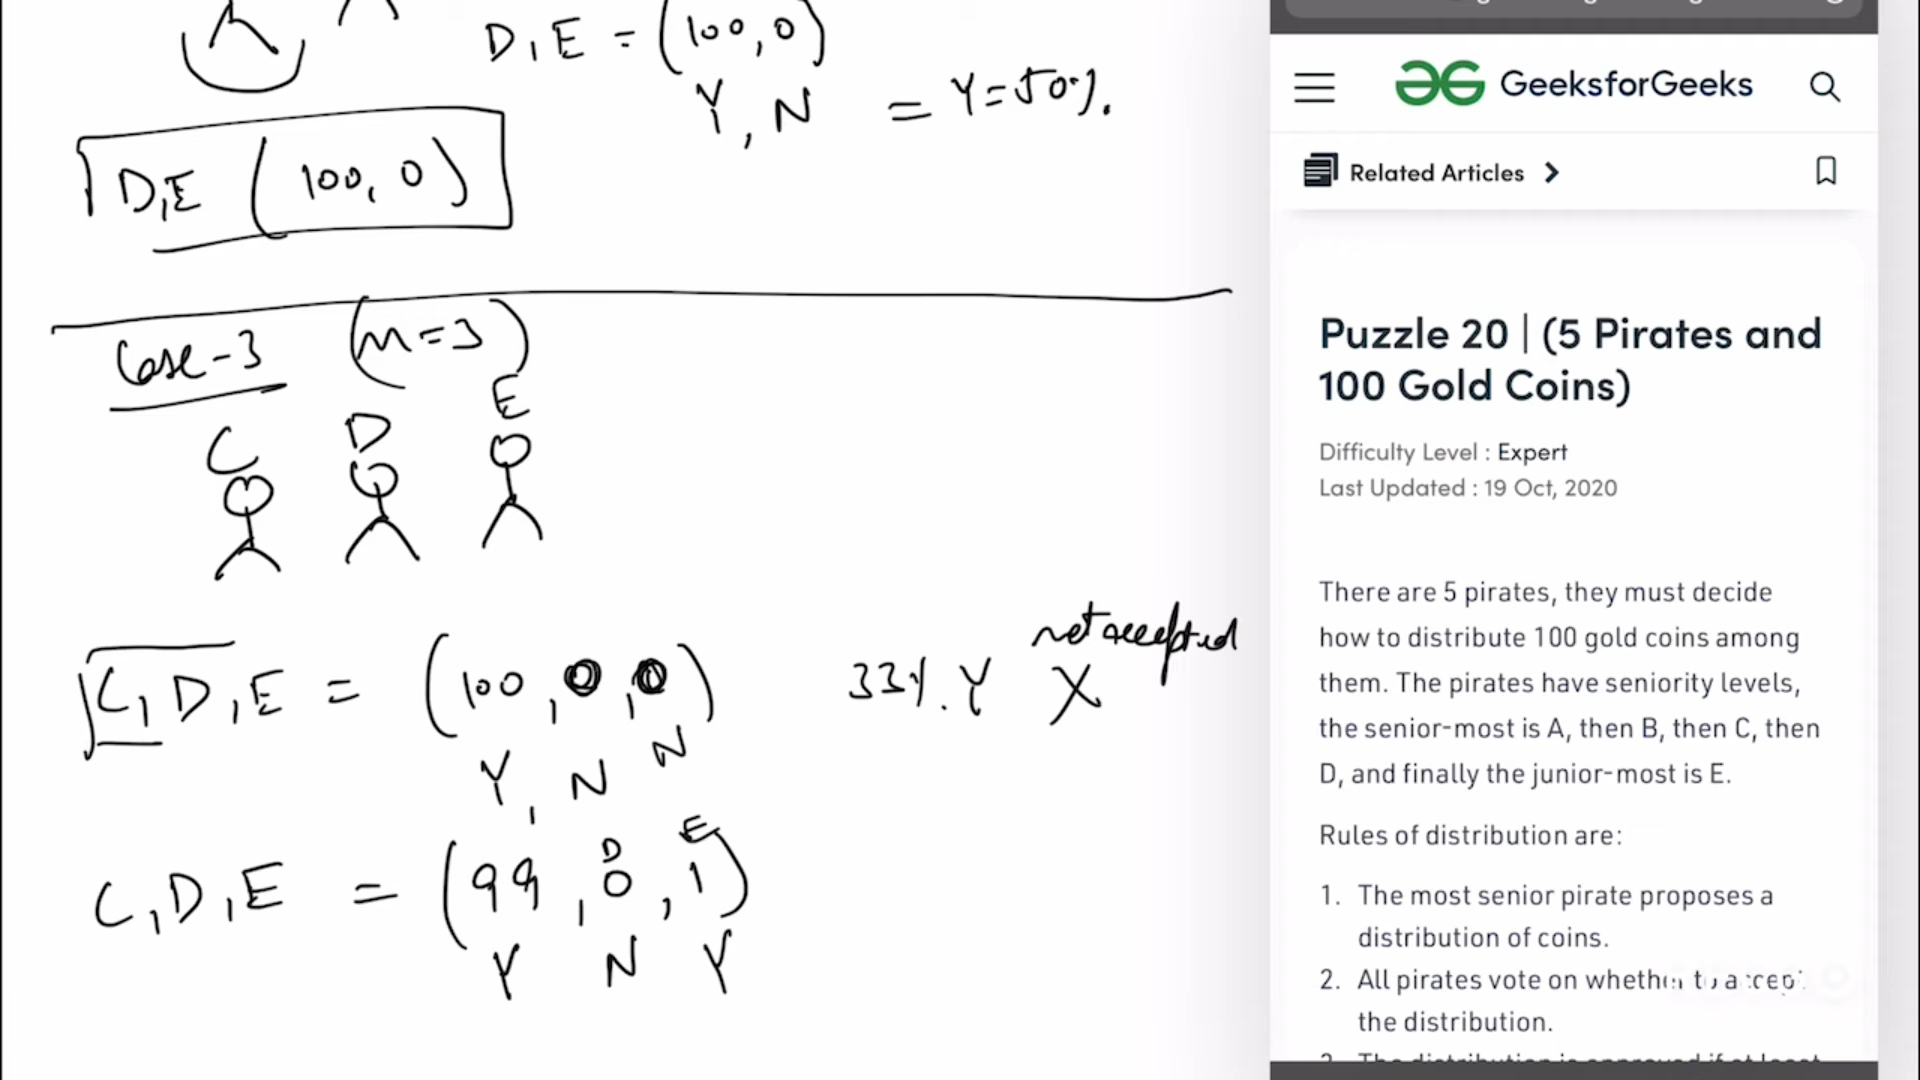 D, E = (100, 0)
Y, N = Y = 50%.
D, E (100, 0)
Case-3 (n=3)
C D E
C, D, E = (100, 0, 0) 33%. Y X not accepted
Y, N N
D E
C, D, E = (99, 0, 1)
Y N Y
GeeksforGeeks
Related Articles
Puzzle 20 | (5 Pirates and
100 Gold Coins)
Difficulty Level : Expert
Last Updated : 19 Oct, 2020
There are 5 pirates, they must decide
how to distribute 100 gold coins among
them. The pirates have seniority levels,
the senior-most is A, then B, then C, then
D, and finally the junior-most is E.
Rules of distribution are:
1. The most senior pirate proposes a
distribution of coins.
2. All pirates vote on whether to accept
the distribution.